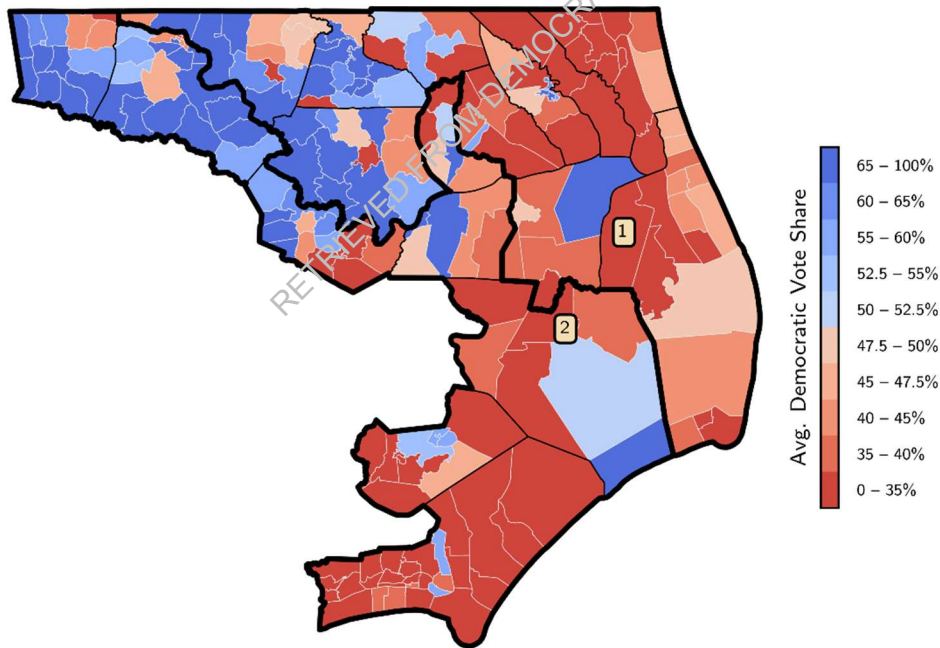 RETRIEVED FROM DEMOCRA
1
2
Avg. Democratic Vote Share
65 – 100%
60 – 65%
55 – 60%
52.5 – 55%
50 – 52.5%
47.5 – 50%
45 – 47.5%
40 – 45%
35 – 40%
0 – 35%